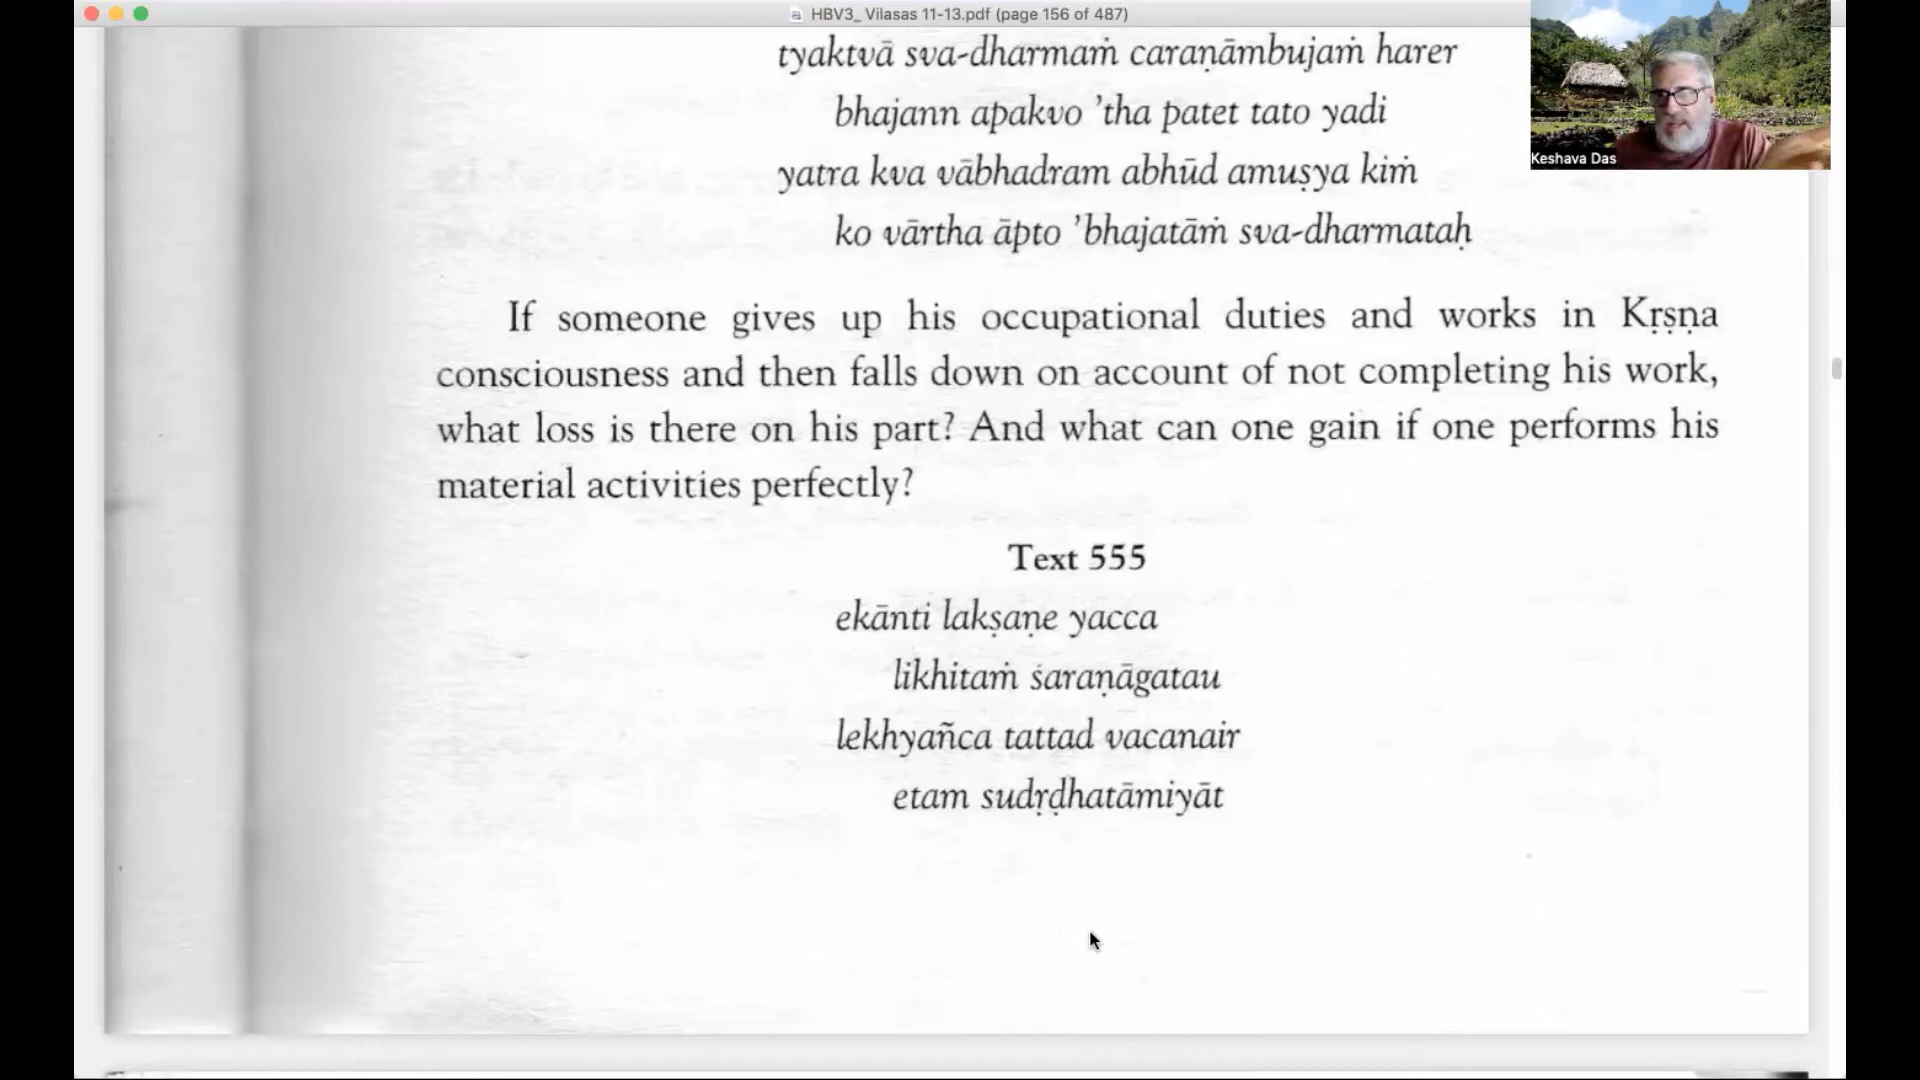 HBV3_ Vilasas 11-13.pdf (page 156 of 487)
tyaktvā sva-dharmaṁ caraṇāmbujaṁ harer
bhajann apakvo ’tha patet tato yadi
yatra kva vābhadram abhūd amuṣya kiṁ
ko vārtha āpto ’bhajatāṁ sva-dharmataḥ
Keshava Das
If someone gives up his occupational duties and works in Kṛṣṇa
consciousness and then falls down on account of not completing his work,
what loss is there on his part? And what can one gain if one performs his
material activities perfectly?
Text 555
ekānti lakṣaṇe yacca
likhitaṁ śaraṇāgatau
lekhyañca tattad vacanair
etam sudṛḍhatāmiyāt